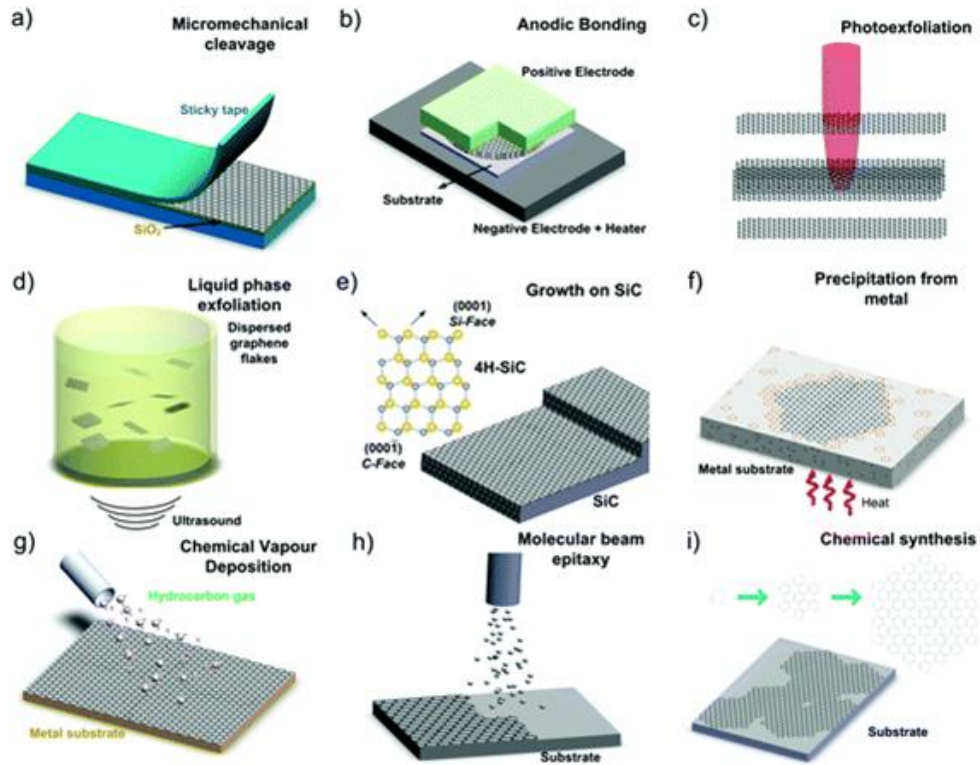 a)
Micromechanical
cleavage
Sticky tape
SiO₂
b)
Anodic Bonding
Positive Electrode
Substrate
Negative Electrode + Heater
c)
Photoexfoliation
d)
Liquid phase
exfoliation
Dispersed
graphene
flakes
Ultrasound
e)
Growth on SiC
(0001)
Si-Face
4H-SiC
(0001̅)
C-Face
SiC
f)
Precipitation from
metal
Metal substrate
Heat
g)
Chemical Vapour
Deposition
Hydrocarbon gas
Metal substrate
h)
Molecular beam
epitaxy
Substrate
i)
Chemical synthesis
Substrate